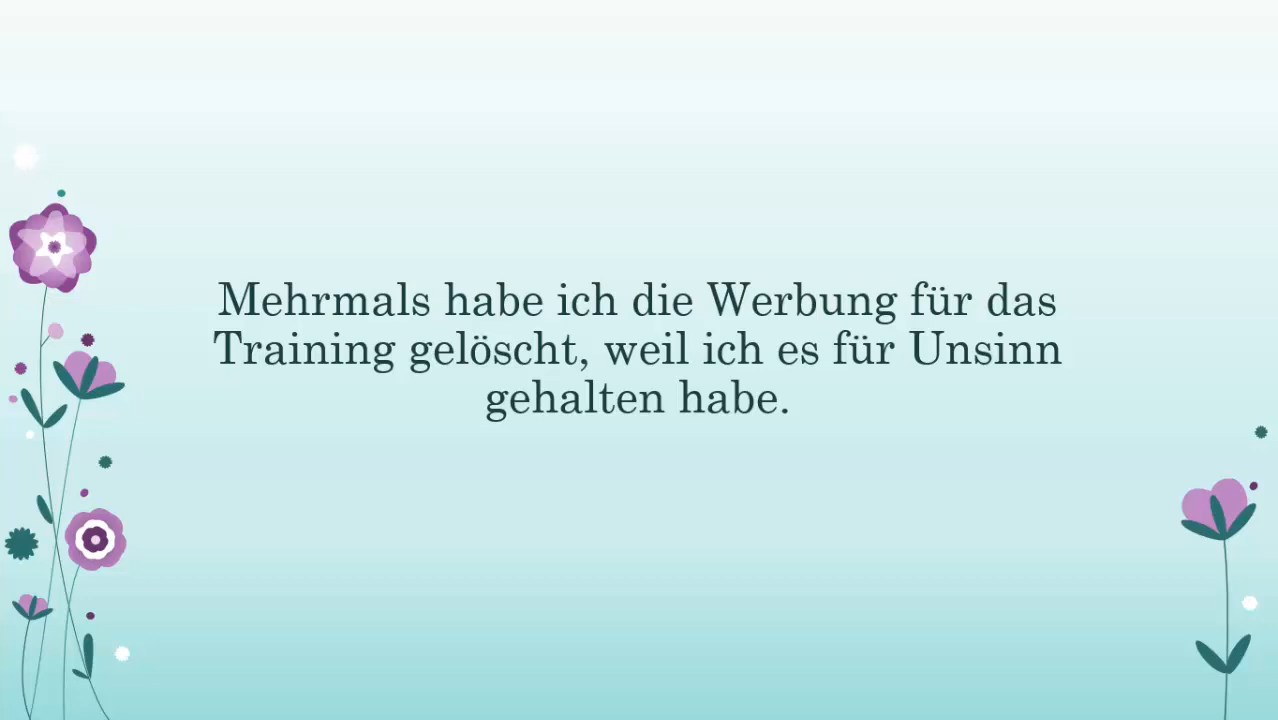 Mehrmals habe ich die Werbung für das
Training gelöscht, weil ich es für Unsinn
gehalten habe.